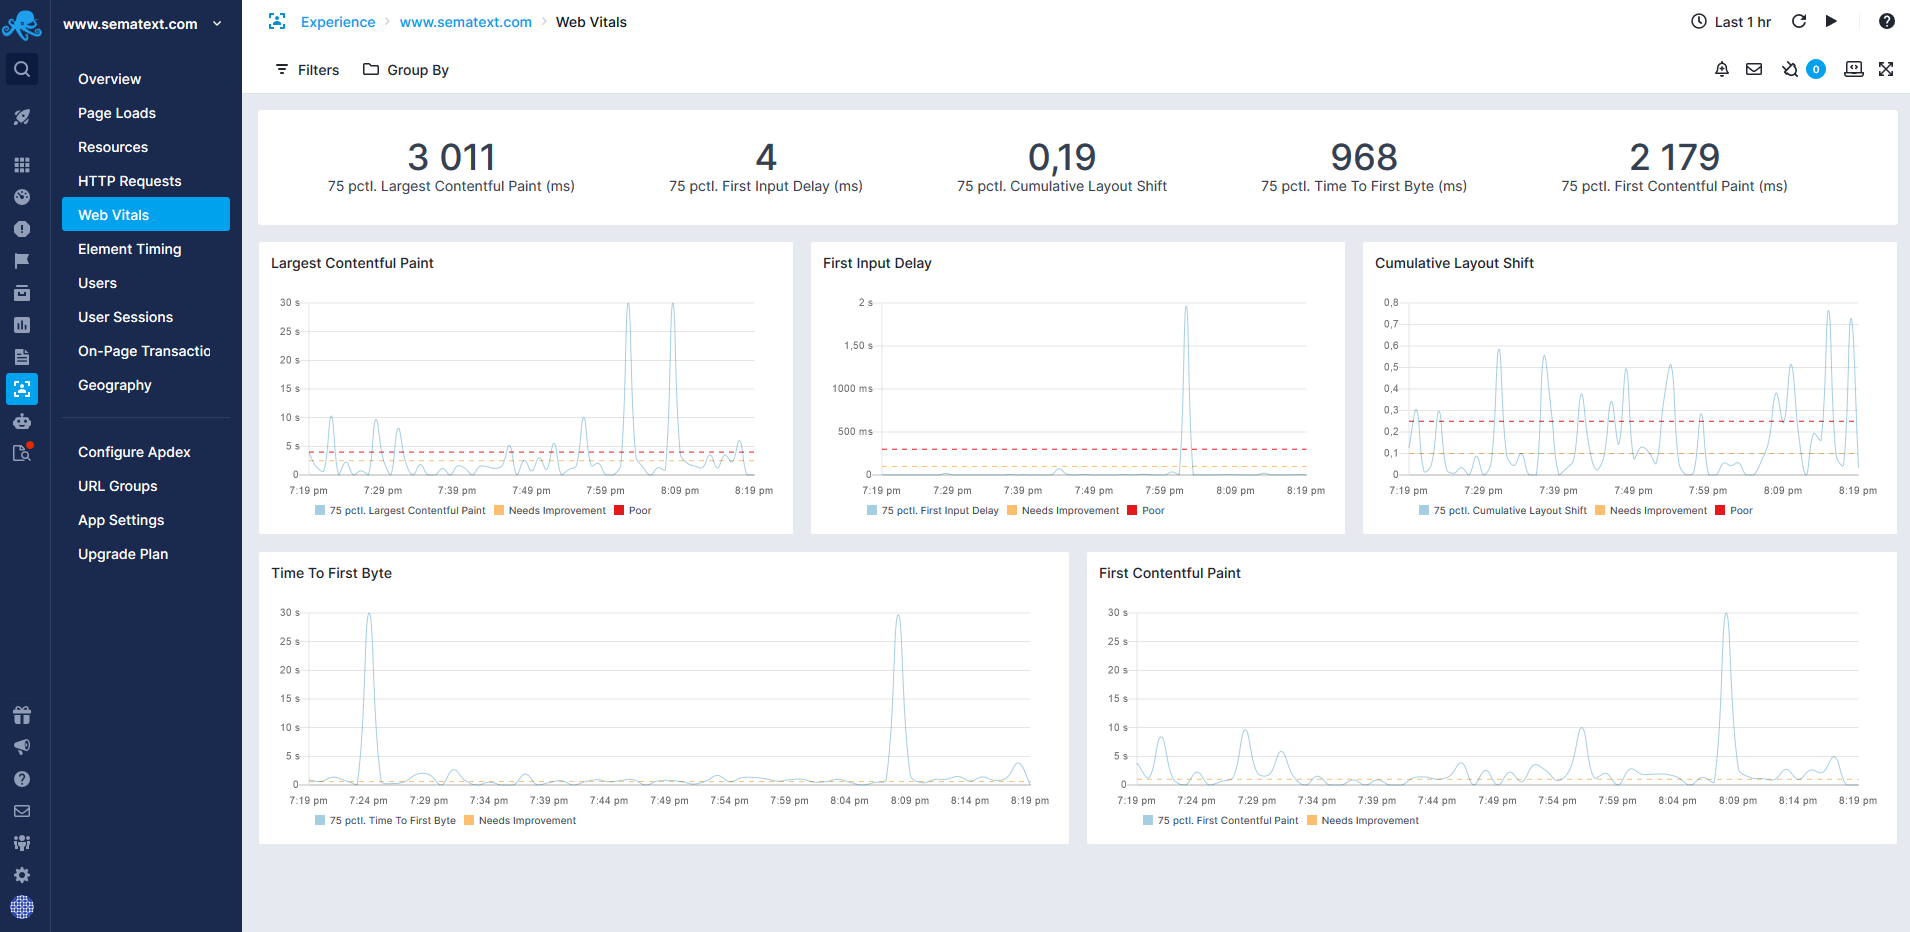 www.sematext.com
Experience
www.sematext.com
Web Vitals
Last 1 hr
Filters
Group By
0
Overview
Page Loads
Resources
HTTP Requests
Web Vitals
Element Timing
Users
User Sessions
On-Page Transactio
Geography
Configure Apdex
URL Groups
App Settings
Upgrade Plan
3 011
75 pctl. Largest Contentful Paint (ms)
4
75 pctl. First Input Delay (ms)
0,19
75 pctl. Cumulative Layout Shift
968
75 pctl. Time To First Byte (ms)
2 179
75 pctl. First Contentful Paint (ms)
Largest Contentful Paint
30 s
25 s
20 s
15 s
10 s
5 s
0
7:19 pm 7:29 pm 7:39 pm 7:49 pm 7:59 pm 8:09 pm 8:19 pm
75 pctl. Largest Contentful Paint Needs Improvement Poor
First Input Delay
2 s
1,50 s
1000 ms
500 ms
0
7:19 pm 7:29 pm 7:39 pm 7:49 pm 7:59 pm 8:09 pm 8:19 pm
75 pctl. First Input Delay Needs Improvement Poor
Cumulative Layout Shift
0,8
0,7
0,6
0,5
0,4
0,3
0,2
0,1
0
7:19 pm 7:29 pm 7:39 pm 7:49 pm 7:59 pm 8:09 pm 8:19 pm
75 pctl. Cumulative Layout Shift Needs Improvement Poor
Time To First Byte
30 s
25 s
20 s
15 s
10 s
5 s
0
7:19 pm 7:24 pm 7:29 pm 7:34 pm 7:39 pm 7:44 pm 7:49 pm 7:54 pm 7:59 pm 8:04 pm 8:09 pm 8:14 pm 8:19 pm
75 pctl. Time To First Byte Needs Improvement
First Contentful Paint
30 s
25 s
20 s
15 s
10 s
5 s
0
7:19 pm 7:24 pm 7:29 pm 7:34 pm 7:39 pm 7:44 pm 7:49 pm 7:54 pm 7:59 pm 8:04 pm 8:09 pm 8:14 pm 8:19 pm
75 pctl. First Contentful Paint Needs Improvement